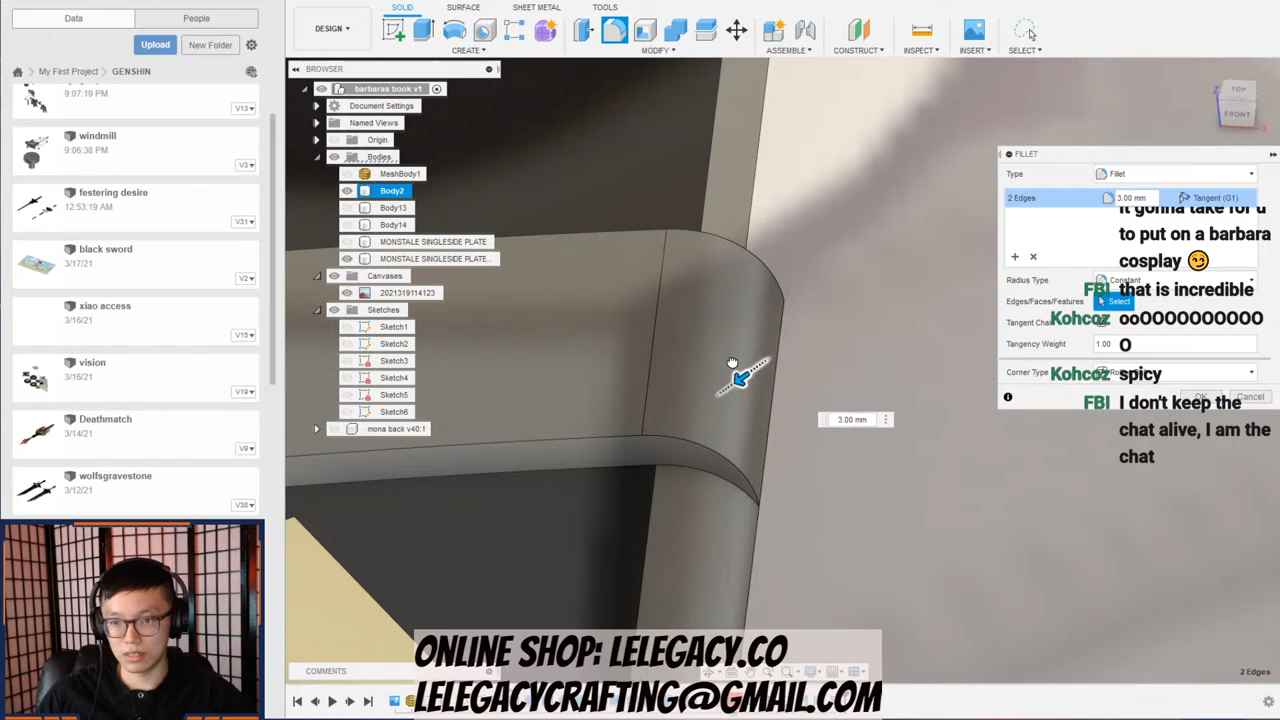 Data
People
SOLID
SURFACE
SHEET METAL
TOOLS
Upload
New Folder
DESIGN
CREATE
MODIFY
ASSEMBLE
CONSTRUCT
INSPECT
INSERT
SELECT
My First Project
GENSHIN
9:07:19 PM
V13
windmill
9:06:38 PM
V3
festering desire
12:53:19 AM
V31
black sword
3/17/21
V2
xiao access
3/16/21
V15
vision
3/16/21
V19
Deathmatch
3/14/21
V9
wolfsgravestone
3/12/21
V38
BROWSER
barbaras book v1
Document Settings
Named Views
Origin
Bodies
MeshBody1
Body2
Body13
Body14
MONSTALE SINGLESIDE PLATE
MONSTALE SINGLESIDE PLATE...
Canvases
2021319114123
Sketches
Sketch1
Sketch2
Sketch3
Sketch4
Sketch5
Sketch6
mona back v40:1
TOP
FRONT
Z
X
FILLET
Type
Fillet
2 Edges
3.00 mm
Tangent (G1)
it gonna take for u
to put on a barbara
cosplay
Radius Type
Constant
FBI that is incredible
Edges/Faces/Features
Select
Kohcoz ooOOOOOOOOOO
O
Tangent Chain
Tangency Weight
1.00
Kohcoz spicy
Corner Type
FBI I don't keep the
chat alive, I am the
chat
OK
Cancel
3.00 mm
COMMENTS
2 Edges
ONLINE SHOP: LELEGACY.CO
LELEGACYCRAFTING@GMAIL.COM